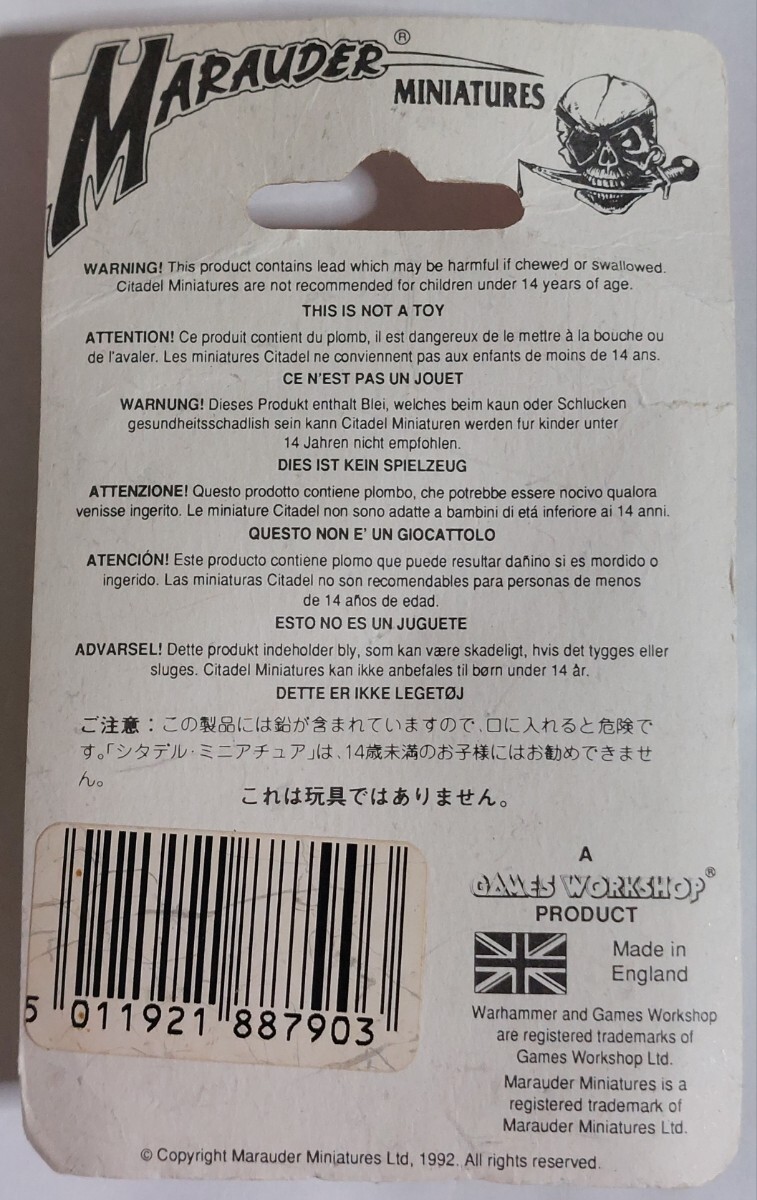 MARAUDER®
MINIATURES
WARNING! This product contains lead which may be harmful if chewed or swallowed.
Citadel Miniatures are not recommended for children under 14 years of age.
THIS IS NOT A TOY
ATTENTION! Ce produit contient du plomb, il est dangereux de le mettre à la bouche ou
de l'avaler. Les miniatures Citadel ne conviennent pas aux enfants de moins de 14 ans.
CE N'EST PAS UN JOUET
WARNUNG! Dieses Produkt enthalt Blei, welches beim kaun oder Schlucken
gesundheitsschadlish sein kann Citadel Miniaturen werden fur kinder unter
14 Jahren nicht empfohlen.
DIES IST KEIN SPIELZEUG
ATTENZIONE! Questo prodotto contiene plombo, che potrebbe essere nocivo qualora
venisse ingerito. Le miniature Citadel non sono adatte a bambini di etá inferiore ai 14 anni.
QUESTO NON E' UN GIOCATTOLO
ATENCIÓN! Este producto contiene plomo que puede resultar dañino si es mordido o
ingerido. Las miniaturas Citadel no son recomendables para personas de menos
de 14 años de edad.
ESTO NO ES UN JUGUETE
ADVARSEL! Dette produkt indeholder bly, som kan være skadeligt, hvis det tygges eller
sluges. Citadel Miniatures kan ikke anbefales til børn under 14 år.
DETTE ER IKKE LEGETØJ
ご注意：この製品には鉛が含まれていますので、口に入れると危険で
す。「シタデル・ミニアチュア」は、14歳未満のお子様にはお勧めできませ
ん。
これは玩具ではありません。
5 011921 887903
A
GAMES WORKSHOP®
PRODUCT
Made in
England
Warhammer and Games Workshop
are registered trademarks of
Games Workshop Ltd.
Marauder Miniatures is a
registered trademark of
Marauder Miniatures Ltd.
© Copyright Marauder Miniatures Ltd, 1992. All rights reserved.